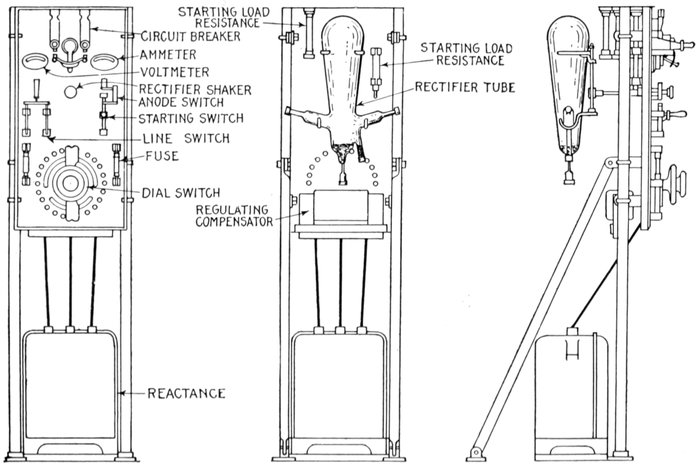 STARTING LOAD
RESISTANCE
CIRCUIT BREAKER
AMMETER
VOLTMETER
RECTIFIER SHAKER
ANODE SWITCH
STARTING SWITCH
LINE SWITCH
FUSE
DIAL SWITCH
REACTANCE
STARTING LOAD
RESISTANCE
RECTIFIER TUBE
REGULATING
COMPENSATOR